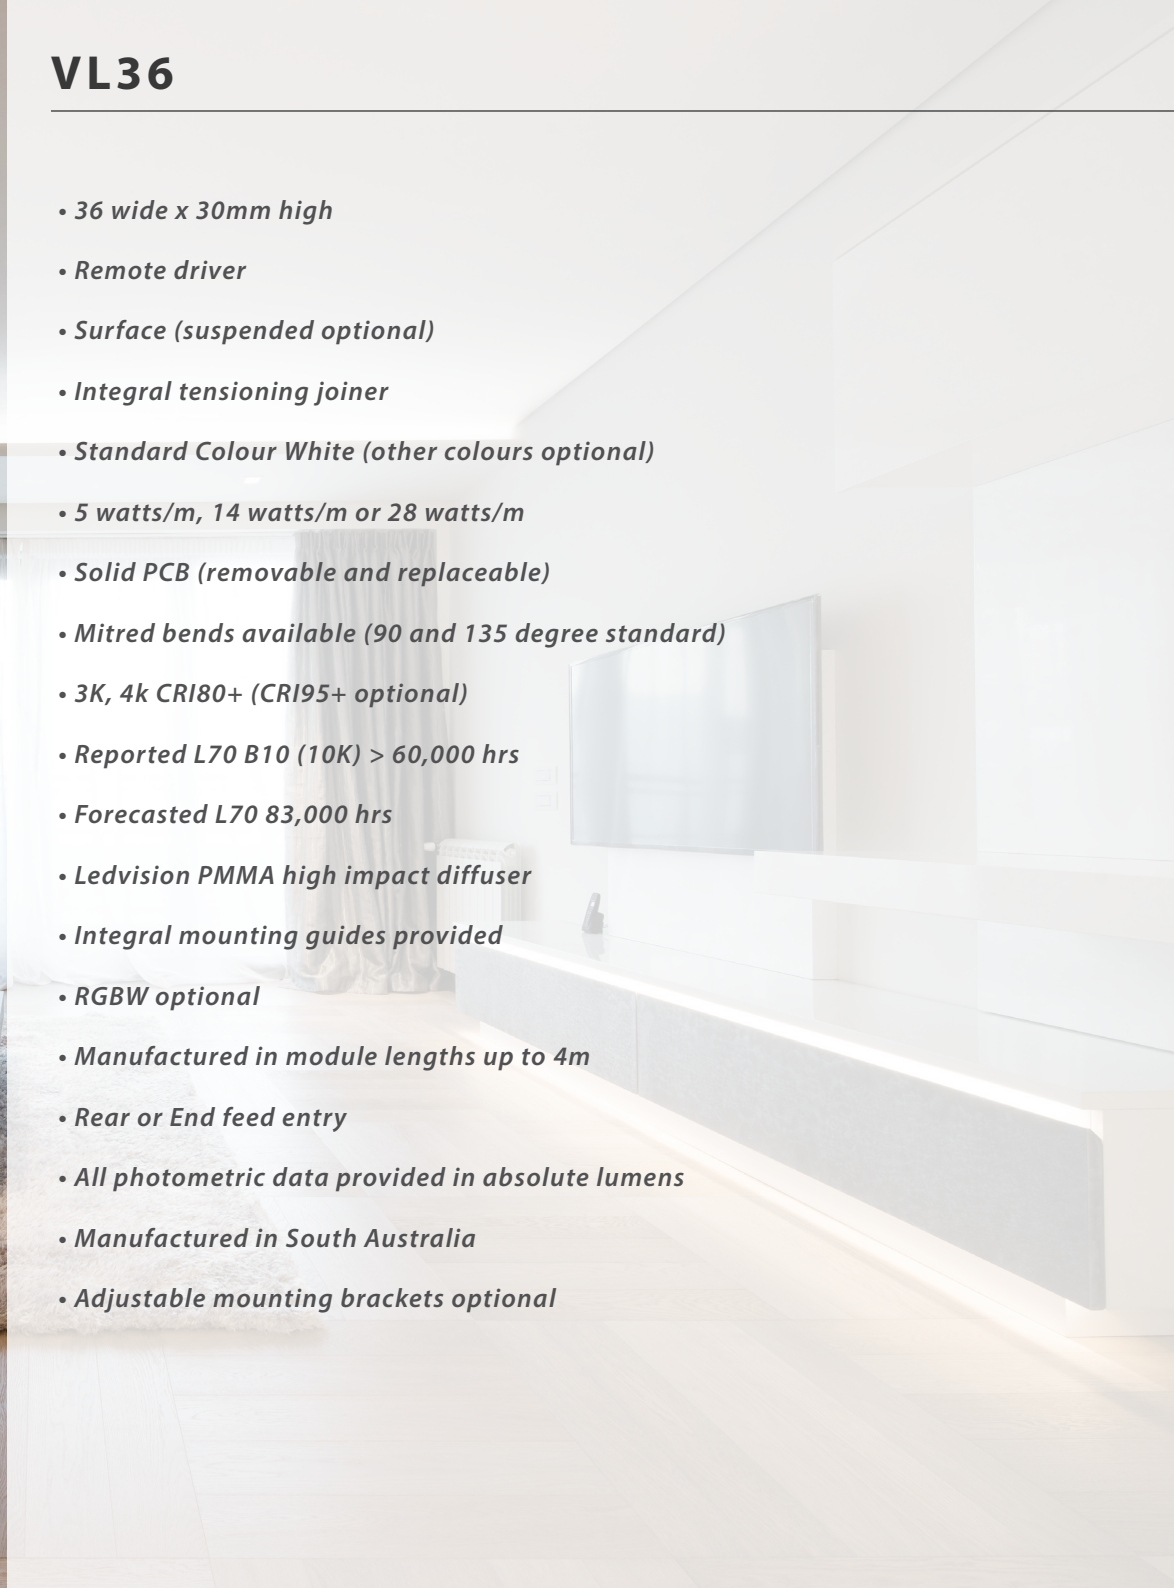 VL36
• 36 wide x 30mm high
• Remote driver
• Surface (suspended optional)
• Integral tensioning joiner
• Standard Colour White (other colours optional)
• 5 watts/m, 14 watts/m or 28 watts/m
• Solid PCB (removable and replaceable)
• Mitred bends available (90 and 135 degree standard)
• 3K, 4k CRI80+ (CRI95+ optional)
• Reported L70 B10 (10K) > 60,000 hrs
• Forecasted L70 83,000 hrs
• Ledvision PMMA high impact diffuser
• Integral mounting guides provided
• RGBW optional
• Manufactured in module lengths up to 4m
• Rear or End feed entry
• All photometric data provided in absolute lumens
• Manufactured in South Australia
• Adjustable mounting brackets optional